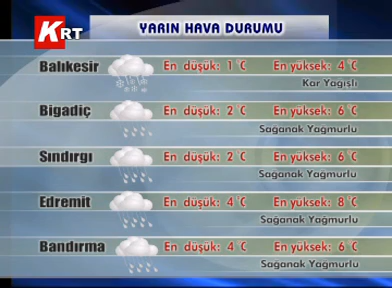 KRT
YARIN HAVA DURUMU
Balıkesir En düşük: 1 °C En yüksek: 4 °C
Kar Yağışlı
Bigadiç En düşük: 2 °C En yüksek: 6 °C
Sağanak Yağmurlu
Sındırgı En düşük: 2 °C En yüksek: 6 °C
Sağanak Yağmurlu
Edremit En düşük: 4 °C En yüksek: 8 °C
Sağanak Yağmurlu
Bandırma En düşük: 4 °C En yüksek: 6 °C
Sağanak Yağmurlu